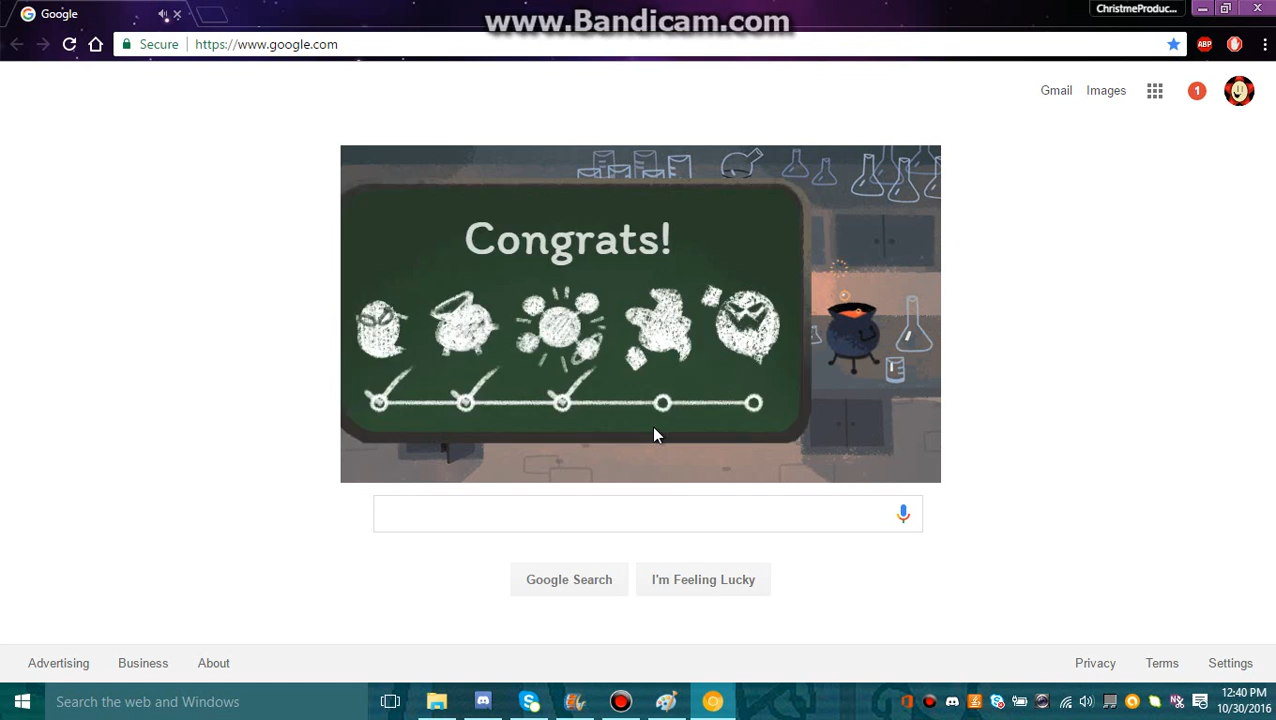 Google
www.Bandicam.com
ChristmeProduc...
Secure
https://www.google.com
ABP
Gmail
Images
1
Congrats!
Google Search
I'm Feeling Lucky
Advertising
Business
About
Privacy
Terms
Settings
Search the web and Windows
12:40 PM
10/30/2016